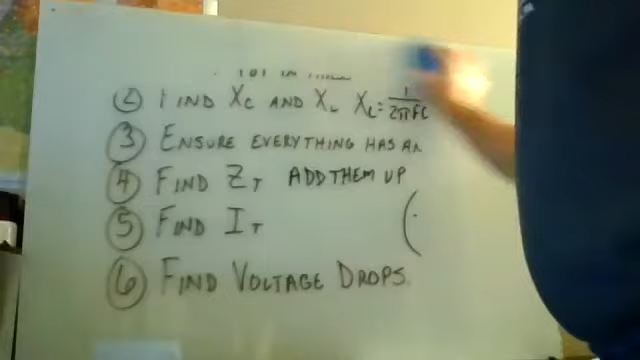 ② FIND XC AND XL XC = 1/2πFC
③ ENSURE EVERYTHING HAS AN
④ FIND ZT ADD THEM UP
⑤ FIND IT (
⑥ FIND VOLTAGE DROPS.